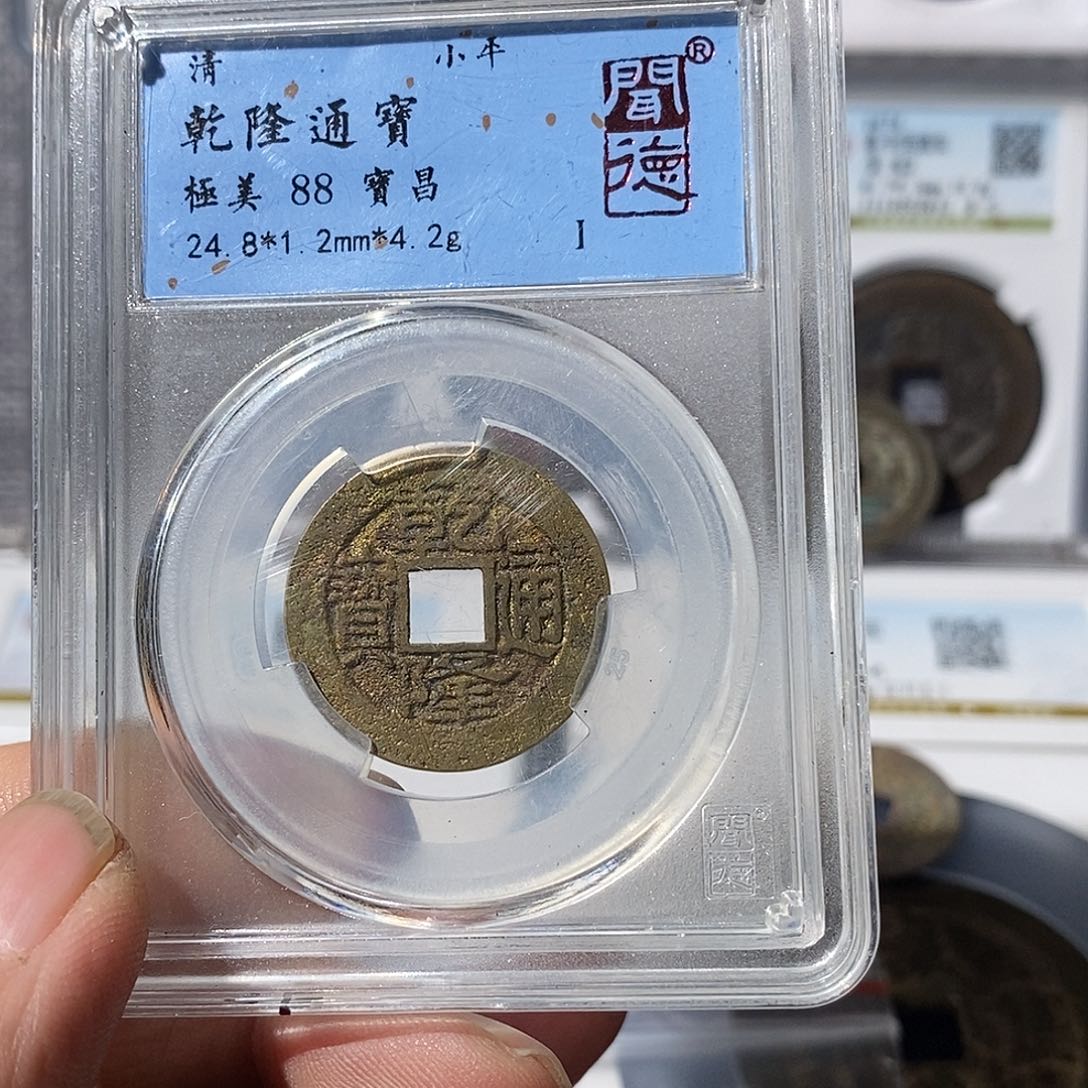 清 小平
乾隆通寶
極美 88 寶昌
24.8*1.2mm*4.2g I
聞德®
乾隆通寶
聞德